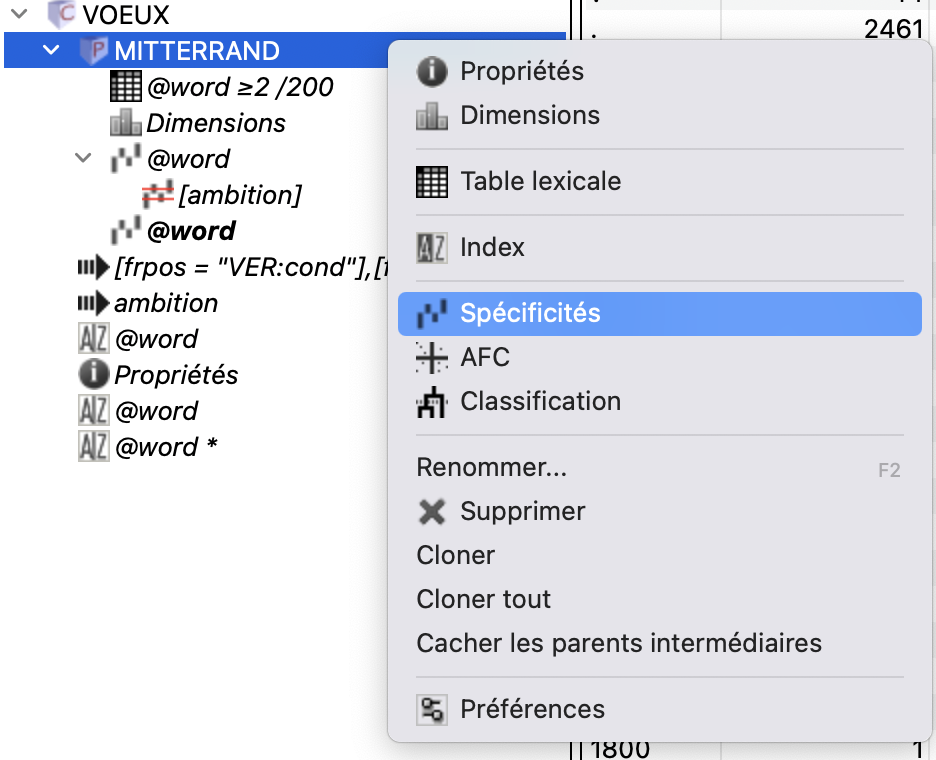 VOEUX
.
2461
MITTERRAND
@word ≥2 /200
Dimensions
@word
[ambition]
@word
[frpos = "VER:cond"],[f
ambition
@word
Propriétés
@word
@word *
Propriétés
Dimensions
Table lexicale
Index
Spécificités
AFC
Classification
Renommer... F2
Supprimer
Cloner
Cloner tout
Cacher les parents intermédiaires
Préférences
1800 1